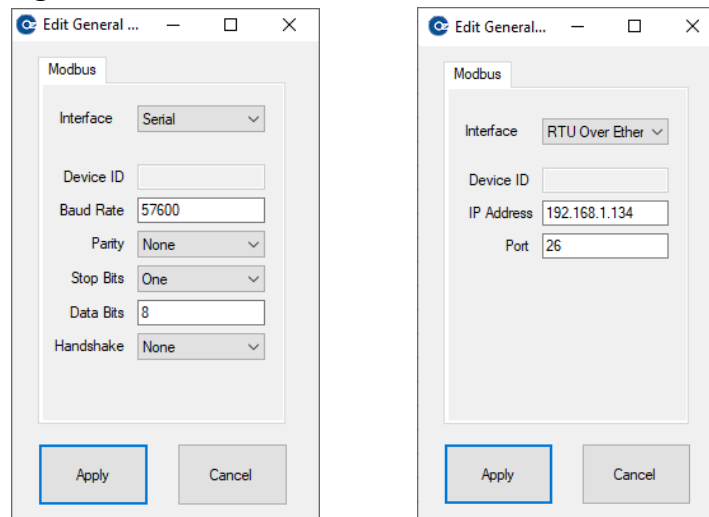 Edit General ...
Modbus
Interface Serial
Device ID
Baud Rate 57600
Parity None
Stop Bits One
Data Bits 8
Handshake None
Apply Cancel
Edit General...
Modbus
Interface RTU Over Ether
Device ID
IP Address 192.168.1.134
Port 26
Apply Cancel